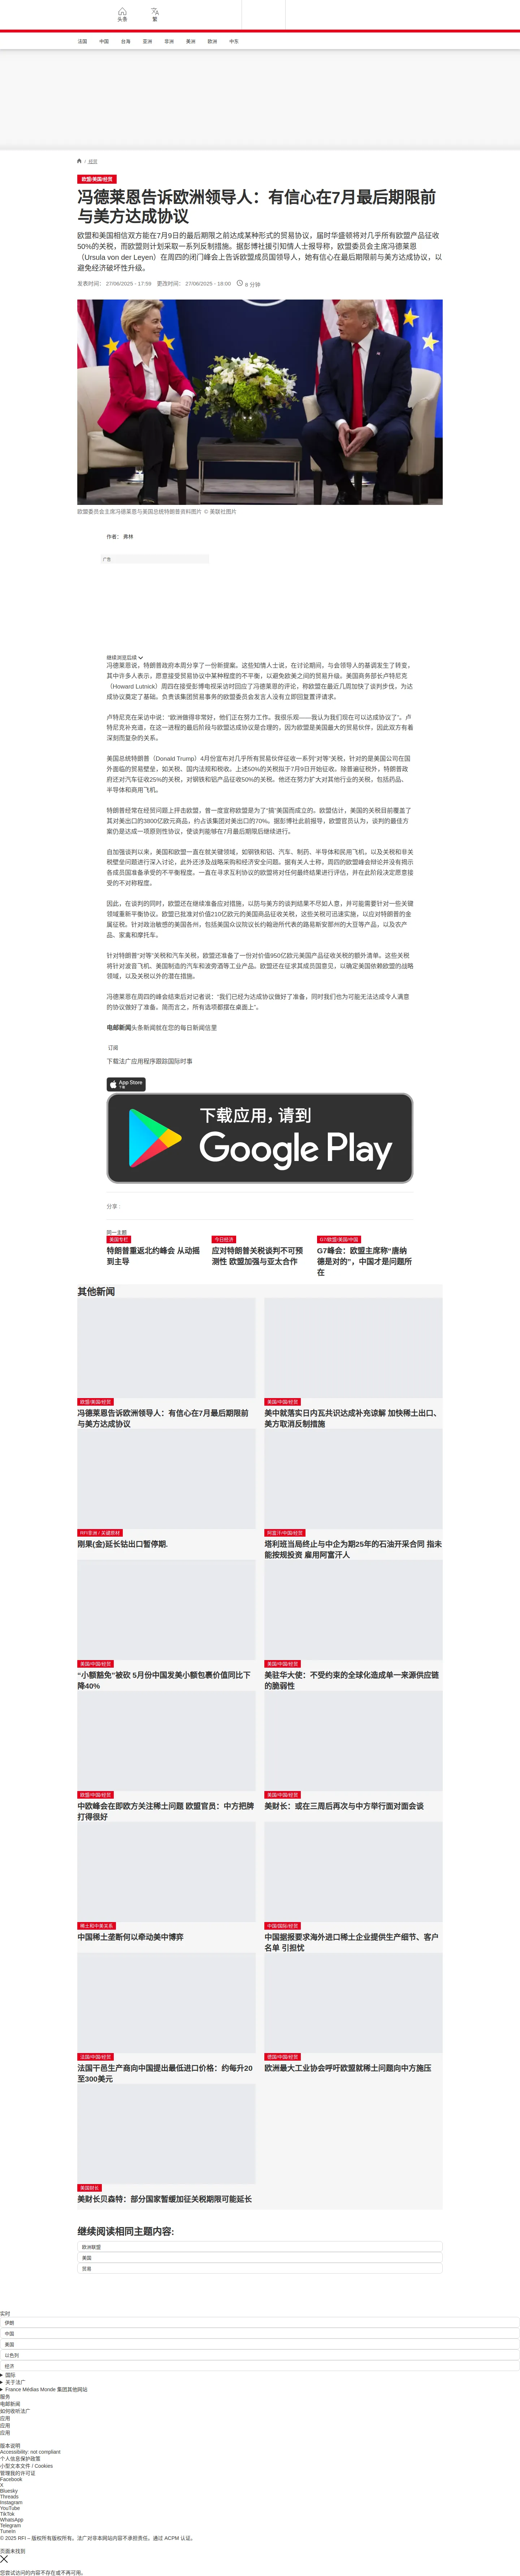 头条
繁
法国
中国
台海
亚洲
非洲
美洲
欧洲
中东
/ 经贸
欧盟/美国/经贸
冯德莱恩告诉欧洲领导人：有信心在7月最后期限前
与美方达成协议
欧盟和美国相信双方能在7月9日的最后期限之前达成某种形式的贸易协议，届时华盛顿将对几乎所有欧盟产品征收
50%的关税，而欧盟则计划采取一系列反制措施。据彭博社援引知情人士报导称，欧盟委员会主席冯德莱恩
（Ursula von der Leyen）在周四的闭门峰会上告诉欧盟成员国领导人，她有信心在最后期限前与美方达成协议，以
避免经济破坏性升级。
发表时间： 27/06/2025 - 17:59 更改时间： 27/06/2025 - 18:00 8 分钟
欧盟委员会主席冯德莱恩与美国总统特朗普资料图片 © 美联社图片
作者： 弗林
广告
继续浏览后续
冯德莱恩说，特朗普政府本周分享了一份新提案。这些知情人士说，在讨论期间，与会领导人的基调发生了转变，
其中许多人表示，愿意接受贸易协议中某种程度的不平衡，以避免欧美之间的贸易升级。美国商务部长卢特尼克
（Howard Lutnick）周四在接受彭博电视采访时回应了冯德莱恩的评论，称欧盟在最近几周加快了谈判步伐，为达
成协议奠定了基础。负责该集团贸易事务的欧盟委员会发言人没有立即回复置评请求。
卢特尼克在采访中说：“欧洲做得非常好，他们正在努力工作。我很乐观——我认为我们现在可以达成协议了”。卢
特尼克补充道，在这一进程的最后阶段与欧盟达成协议是合理的，因为欧盟是美国最大的贸易伙伴，因此双方有着
深刻而复杂的关系。
美国总统特朗普（Donald Trump）4月份宣布对几乎所有贸易伙伴征收一系列“对等”关税，针对的是美国公司在国
外面临的贸易壁垒，如关税、国内法规和税收。上述50%的关税拟于7月9日开始征收。除普遍征税外，特朗普政
府还对汽车征收25%的关税，对钢铁和铝产品征收50%的关税。他还在努力扩大对其他行业的关税，包括药品、
半导体和商用飞机。
特朗普经常在经贸问题上抨击欧盟，曾一度宣称欧盟是为了“搞”美国而成立的。欧盟估计，美国的关税目前覆盖了
其对美出口的3800亿欧元商品，约占该集团对美出口的70%。据彭博社此前报导，欧盟官员认为，谈判的最佳方
案仍是达成一项原则性协议，使谈判能够在7月最后期限后继续进行。
自加强谈判以来，美国和欧盟一直在就关键领域，如钢铁和铝、汽车、制药、半导体和民用飞机，以及关税和非关
税壁垒问题进行深入讨论，此外还涉及战略采购和经济安全问题。据有关人士称，周四的欧盟峰会辩论并没有揭示
各成员国准备承受的不平衡程度。一直在寻求互利协议的欧盟将对任何最终结果进行评估，并在此阶段决定愿意接
受的不对称程度。
因此，在谈判的同时，欧盟还在继续准备应对措施，以防与美方的谈判结果不尽如人意，并可能需要针对一些关键
领域重新平衡协议。欧盟已批准对价值210亿欧元的美国商品征收关税，这些关税可迅速实施，以应对特朗普的金
属征税。针对政治敏感的美国各州，包括美国众议院议长约翰逊所代表的路易斯安那州的大豆等产品，以及农产
品、家禽和摩托车。
针对特朗普“对等”关税和汽车关税，欧盟还准备了一份对价值950亿欧元美国产品征收关税的额外清单。这些关税
将针对波音飞机、美国制造的汽车和波旁酒等工业产品。欧盟还在征求其成员国意见，以确定美国依赖欧盟的战略
领域，以及关税以外的潜在措施。
冯德莱恩在周四的峰会结束后对记者说：“我们已经为达成协议做好了准备，同时我们也为可能无法达成令人满意
的协议做好了准备。简而言之，所有选项都摆在桌面上”。
电邮新闻头条新闻就在您的每日新闻信里
订阅
下载法广应用程序跟踪国际时事
App Store
下载
下载应用，请到
Google Play
分享 :
同一主题
美国专栏
特朗普重返北约峰会 从动摇
到主导
今日经济
应对特朗普关税谈判不可预
测性 欧盟加强与亚太合作
G7/欧盟/美国/中国
G7峰会：欧盟主席称“唐纳
德是对的”，中国才是问题所
在
其他新闻
欧盟/美国/经贸
冯德莱恩告诉欧洲领导人：有信心在7月最后期限前
与美方达成协议
美国/中国/经贸
美中就落实日内瓦共识达成补充谅解 加快稀土出口、
美方取消反制措施
RFI非洲 / 关键原材
刚果(金)延长钴出口暂停期.
阿富汗/中国/经贸
塔利班当局终止与中企为期25年的石油开采合同 指未
能按规投资 雇用阿富汗人
美国/中国/经贸
“小额豁免”被砍 5月份中国发美小额包裹价值同比下
降40%
美国/中国/经贸
美驻华大使：不受约束的全球化造成单一来源供应链
的脆弱性
欧盟/中国/经贸
中欧峰会在即欧方关注稀土问题 欧盟官员：中方把牌
打得很好
美国/中国/经贸
美财长：或在三周后再次与中方举行面对面会谈
稀土和中美关系
中国稀土垄断何以牵动美中博弈
中国/国际/经贸
中国据报要求海外进口稀土企业提供生产细节、客户
名单 引担忧
法国/中国/经贸
法国干邑生产商向中国提出最低进口价格：约每升20
至300美元
德国/中国/经贸
欧洲最大工业协会呼吁欧盟就稀土问题向中方施压
美国财长
美财长贝森特：部分国家暂缓加征关税期限可能延长
继续阅读相同主题内容:
欧洲联盟
美国
贸易
实时
伊朗
中国
美国
以色列
经济
国际
关于法广
France Médias Monde 集团其他网站
服务
电邮新闻
如何收听法广
应用
应用
应用
版本说明
Accessibility: not compliant
个人信息保护政策
小型文本文件 / Cookies
管理我的许可证
Facebook
X
Bluesky
Threads
Instagram
YouTube
TikTok
WhatsApp
Telegram
TuneIn
© 2025 RFI – 版权所有版权所有。法广对非本网站内容不承担责任。通过 ACPM 认证。
页面未找到
您尝试访问的内容不存在或不再可用。